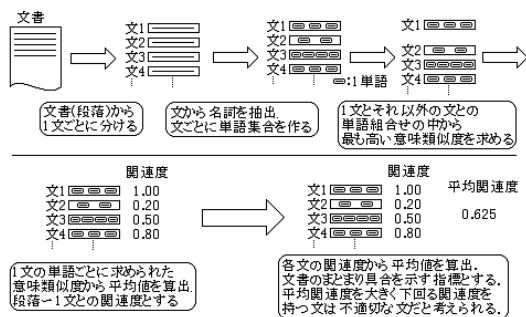 文書
文1
文2
文3
文4
文1
文2
文3
文4
:1単語
文1
文2
文3
文4
文書(段落)から
1文ごとに分ける
文から名詞を抽出.
文ごとに単語集合を作る
1文とそれ以外の文との
単語組合せの中から
最も高い意味類似度を求める
関連度
文1 1.00
文2 0.20
文3 0.50
文4 0.80
関連度
文1 1.00
文2 0.20
文3 0.50
文4 0.80
平均関連度
0.625
1文の単語ごとに求められた
意味類似度から平均値を算出.
段落ー1文との関連度とする
各文の関連度から平均値を算出.
文書のまとまり具合を示す指標とする.
平均関連度を大きく下回る関連度を
持つ文は不適切な文だと考えられる.